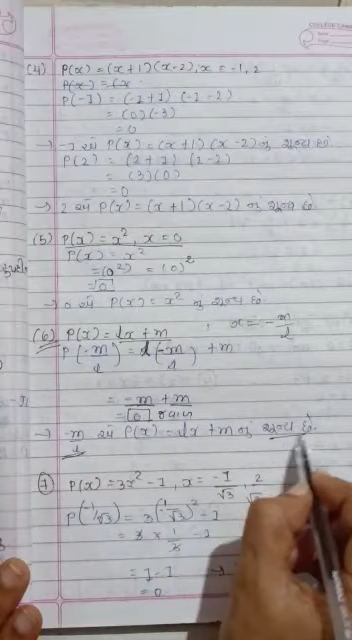 (4) P(x) = (x+1)(x-2), x = -1, 2
P(x) = (x
P(-1) = (-1+1) (-1-2)
= (0) (-3)
= 0
→ -1 એ P(x) = (x+1) (x-2) નું શૂન્ય છે.
P(2) = (2+1) (2-2)
= (3) (0)
= 0
→ 2 એ P(x) = (x+1) (x-2) નું શૂન્ય છે.
(5) P(x) = x², x = 0
P(x) = x²
= (0²) = (0)²
= 0
→ 0 એ P(x) = x² નું શૂન્ય છે.
(6) P(x) = lx + m , x = -m/l
P(-m/l) = l(-m/l) + m
= -m + m
= 0 જવાબ
→ -m/l એ P(x) = lx + m નું શૂન્ય છે.
(7) P(x) = 3x² - 1, x = -1/√3, 2/√3
P(-1/√3) = 3(-1/√3)² - 1
= 3 × 1/3 - 1
= 1 - 1 →
= 0